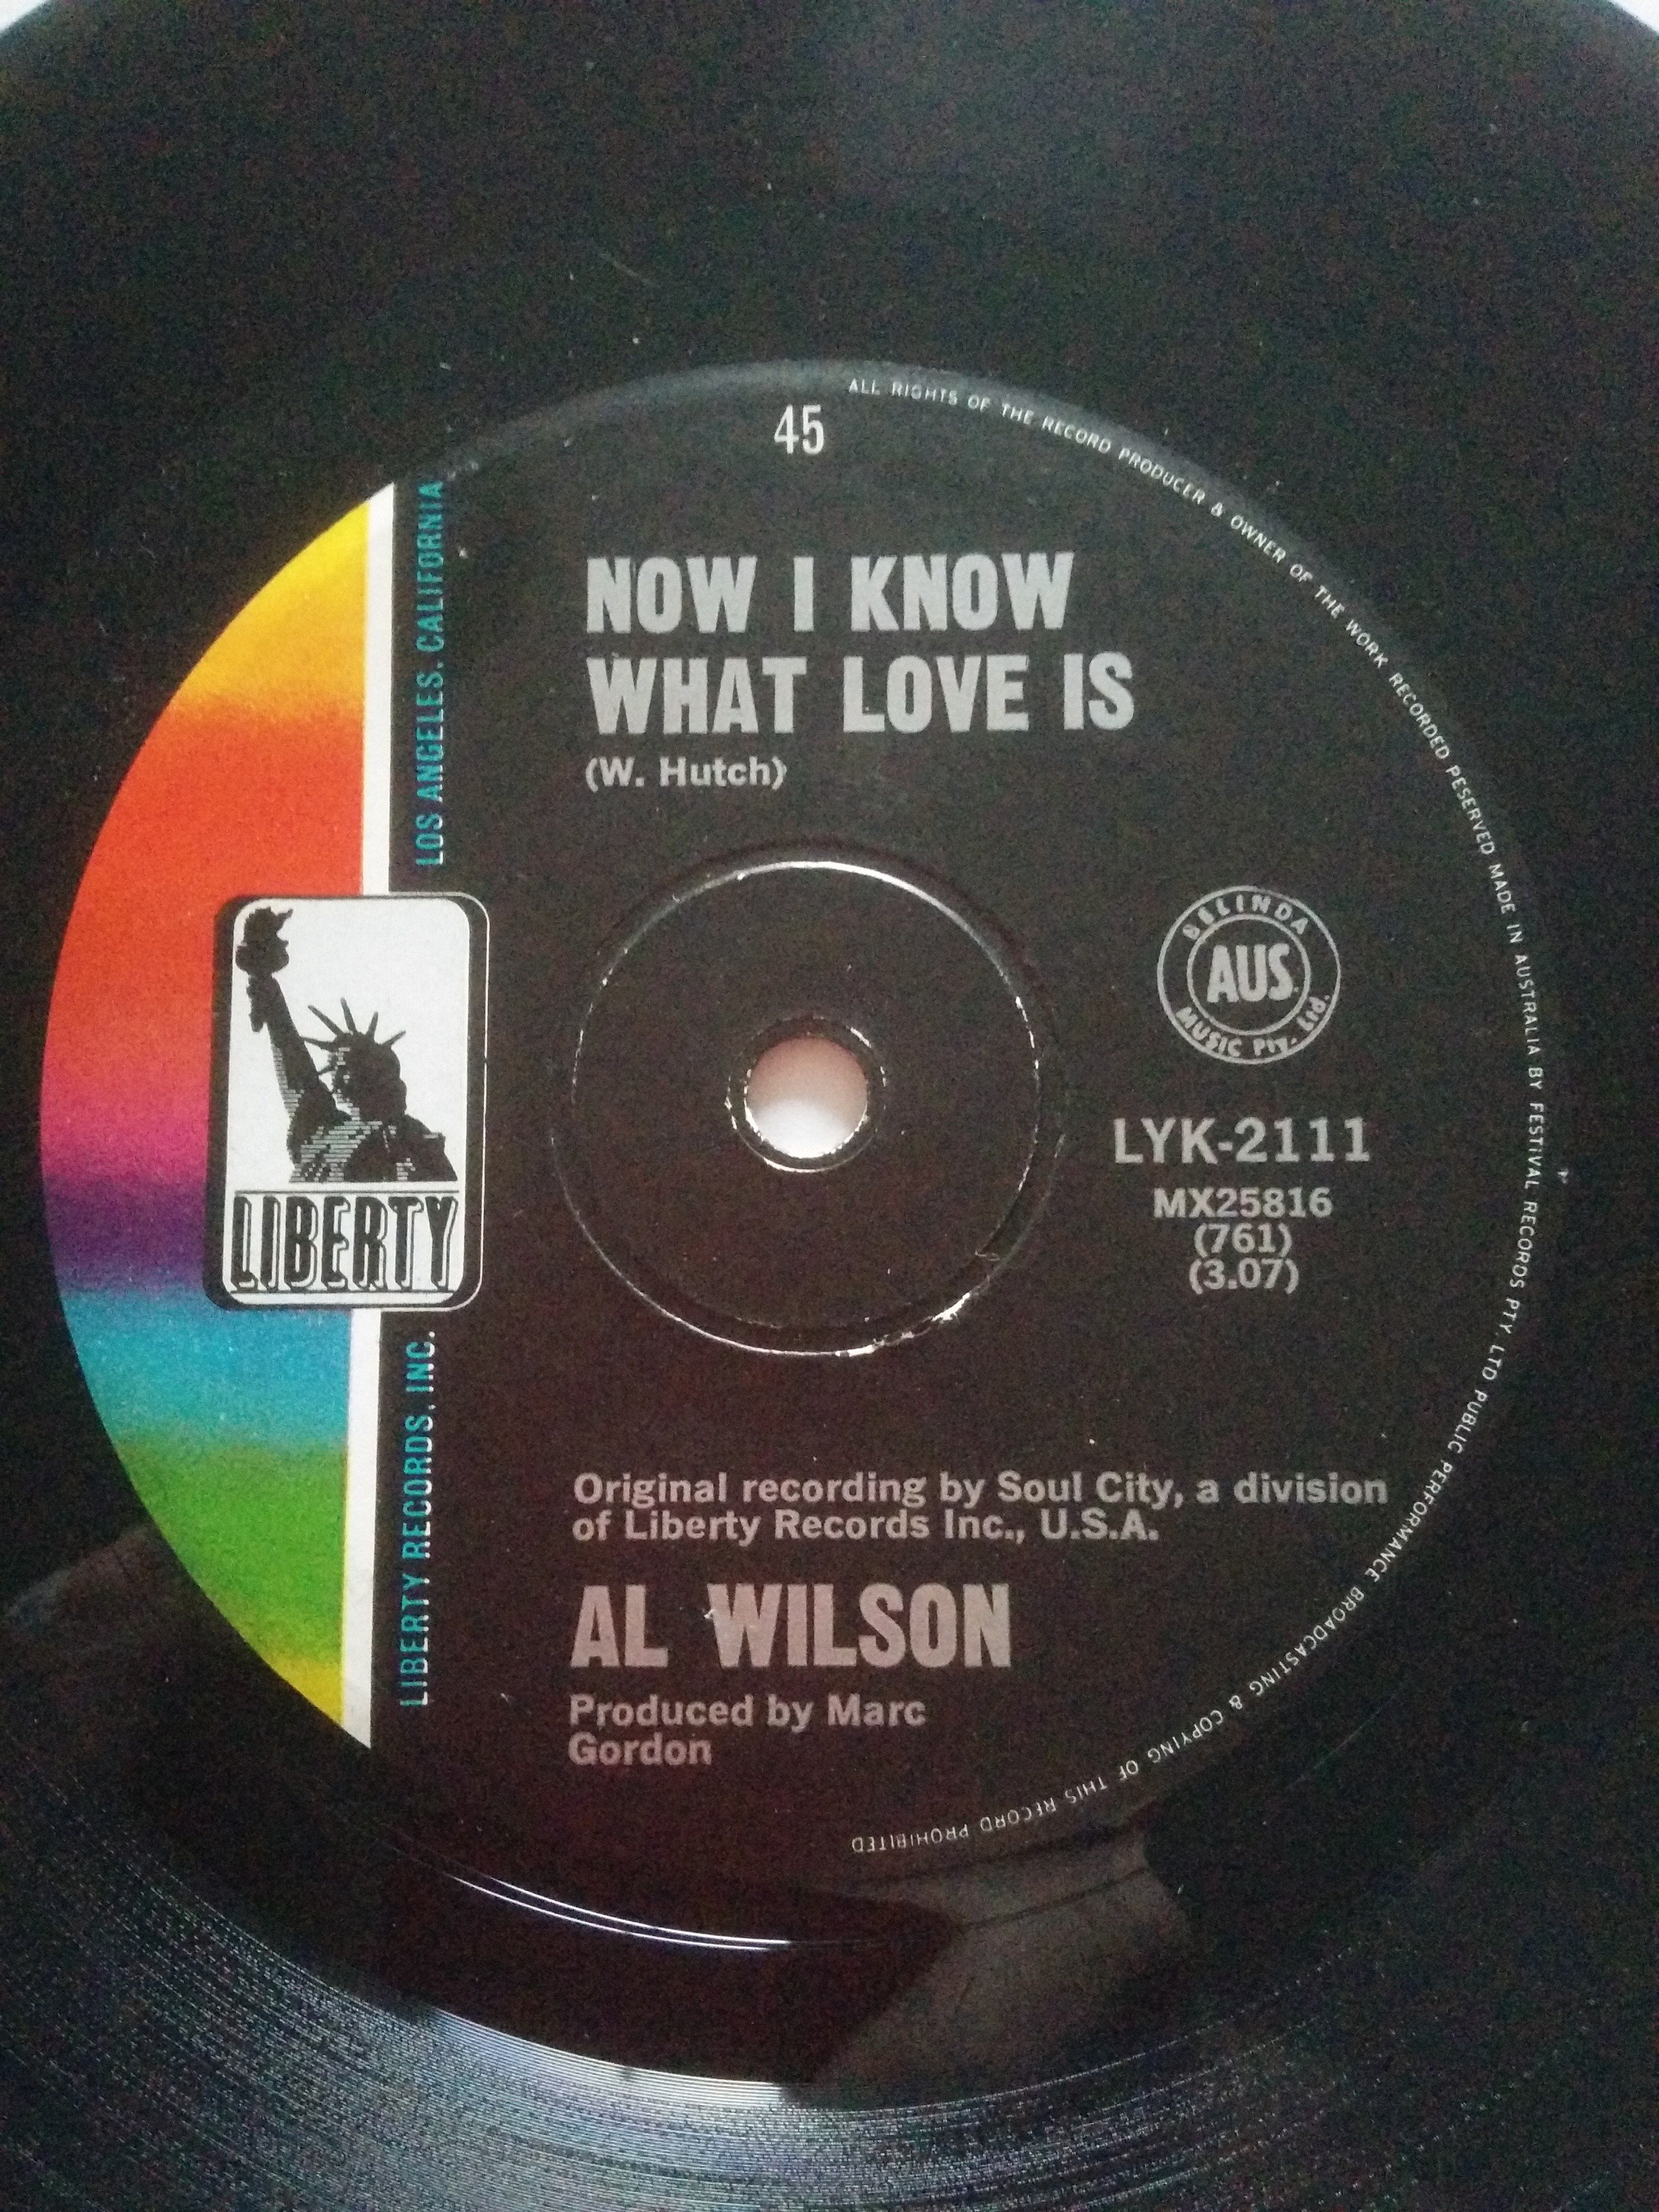 45
ALL RIGHTS OF THE RECORD PRODUCER & OWNER OF THE WORK RECORDED PESERVED MADE IN AUSTRALIA BY FESTIVAL RECORDS PTY. LTD PUBLIC PERFORMANCE BROADCASTING & COPYING OF THIS RECORD PROHIBITED
NOW I KNOW
WHAT LOVE IS
(W. Hutch)
LOS ANGELES. CALIFORNIA
LIBERTY
LIBERTY RECORDS, INC.
BELINDA
AUS.
MUSIC Pty. Ltd.
LYK-2111
MX25816
(761)
(3.07)
Original recording by Soul City, a division
of Liberty Records Inc., U.S.A.
AL WILSON
Produced by Marc
Gordon